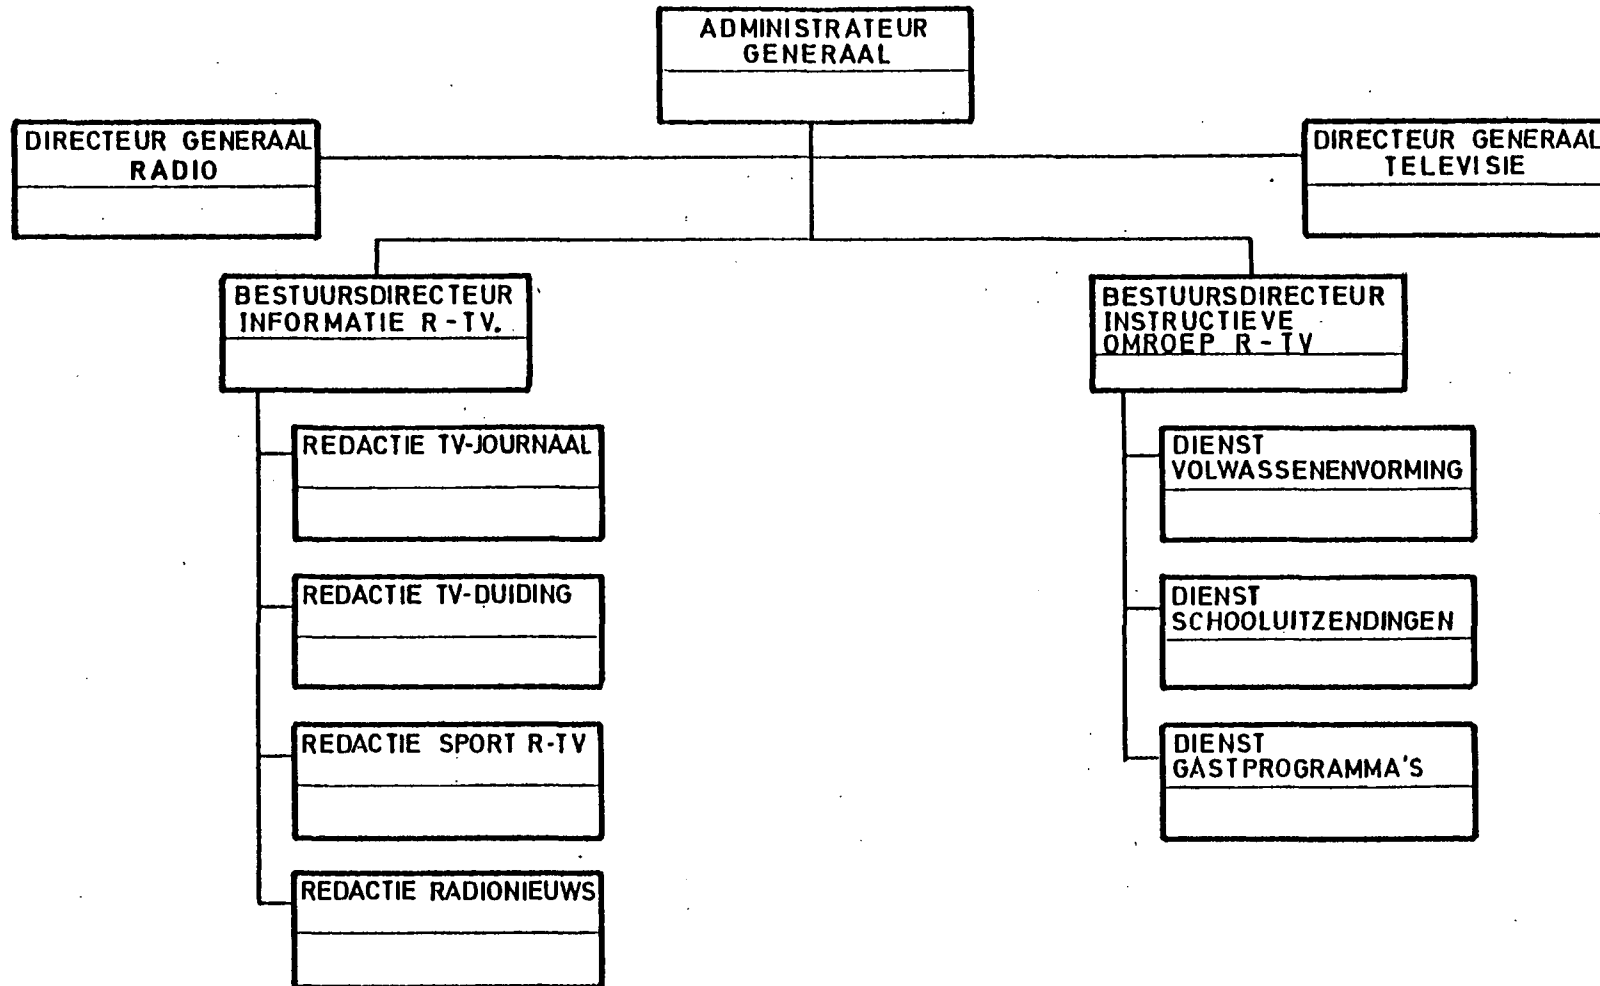 ADMINISTRATEUR
GENERAAL
DIRECTEUR GENERAAL
RADIO
DIRECTEUR GENERAAL
TELEVISIE
BESTUURSDIRECTEUR
INFORMATIE R-TV.
BESTUURSDIRECTEUR
INSTRUCTIEVE
OMROEP R-TV
REDACTIE TV-JOURNAAL
REDACTIE TV-DUIDING
REDACTIE SPORT R-TV
REDACTIE RADIONIEUWS
DIENST
VOLWASSENENVORMING
DIENST
SCHOOLUITZENDINGEN
DIENST
GASTPROGRAMMA'S